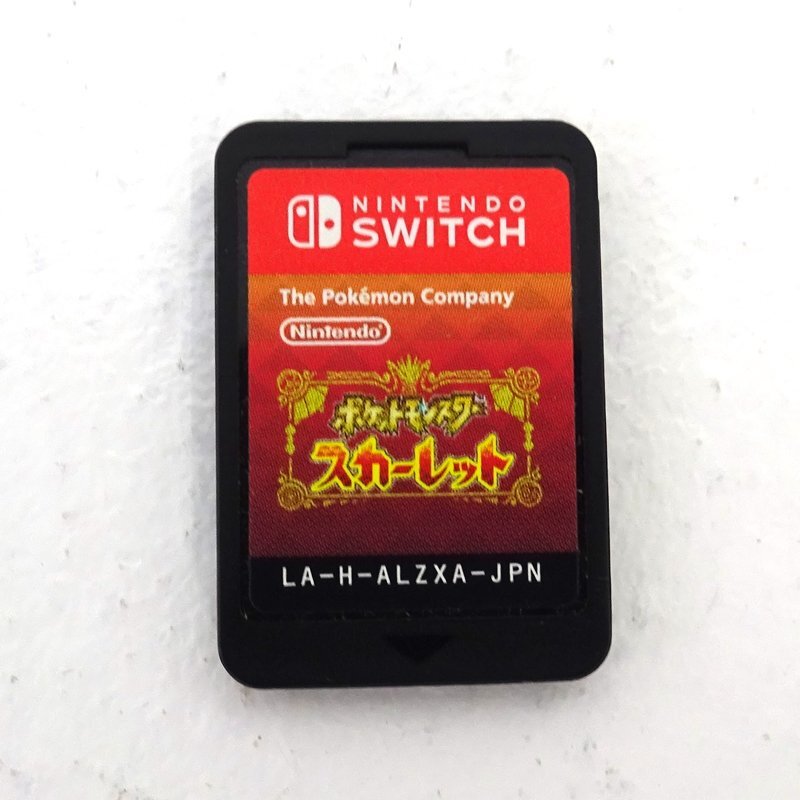 NINTENDO
SWITCH
The Pokémon Company
Nintendo
ポケットモンスター
スカーレット
LA-H-ALZXA-JPN